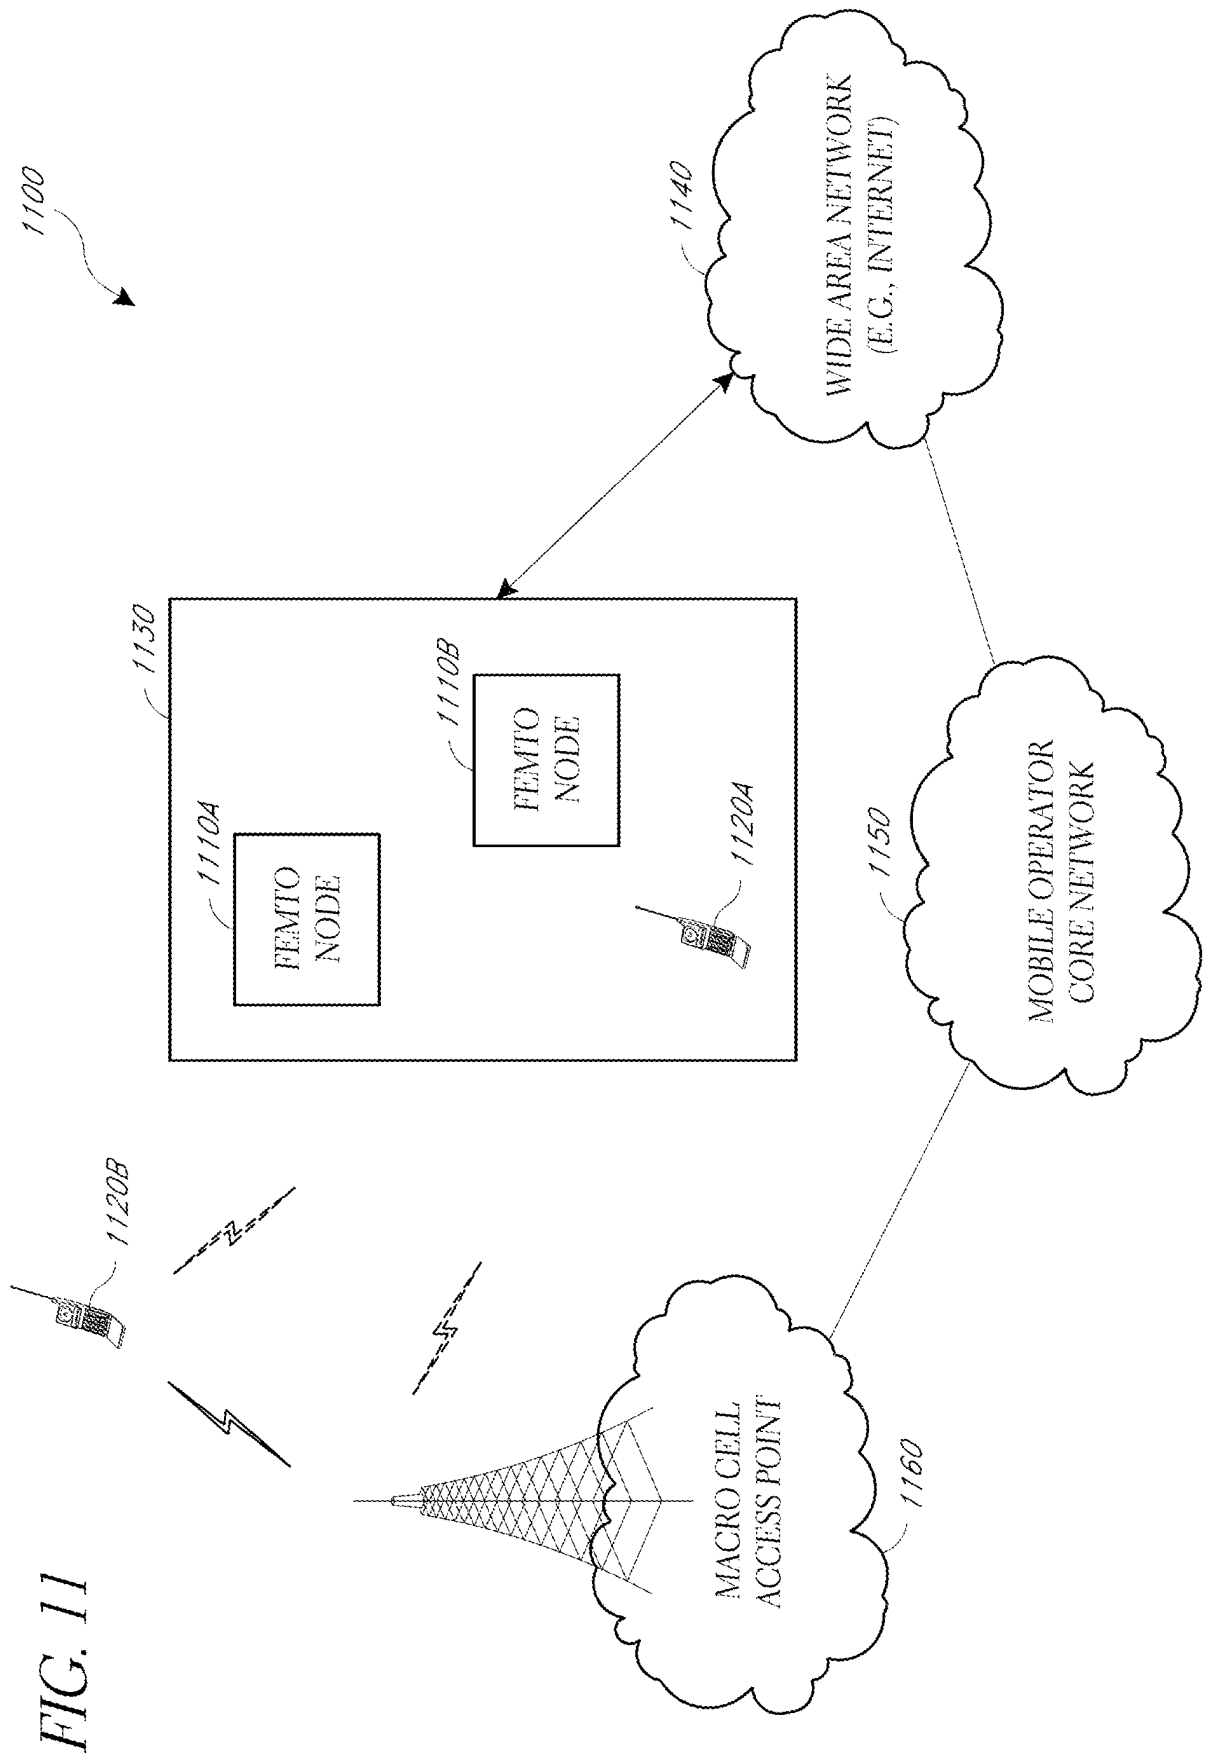 FIG. 11
1100
1120B
1130
1110A
FEMTO
NODE
1110B
FEMTO
NODE
1120A
1140
WIDE AREA NETWORK
(E.G., INTERNET)
1150
MOBILE OPERATOR
CORE NETWORK
MACRO CELL
ACCESS POINT
1160